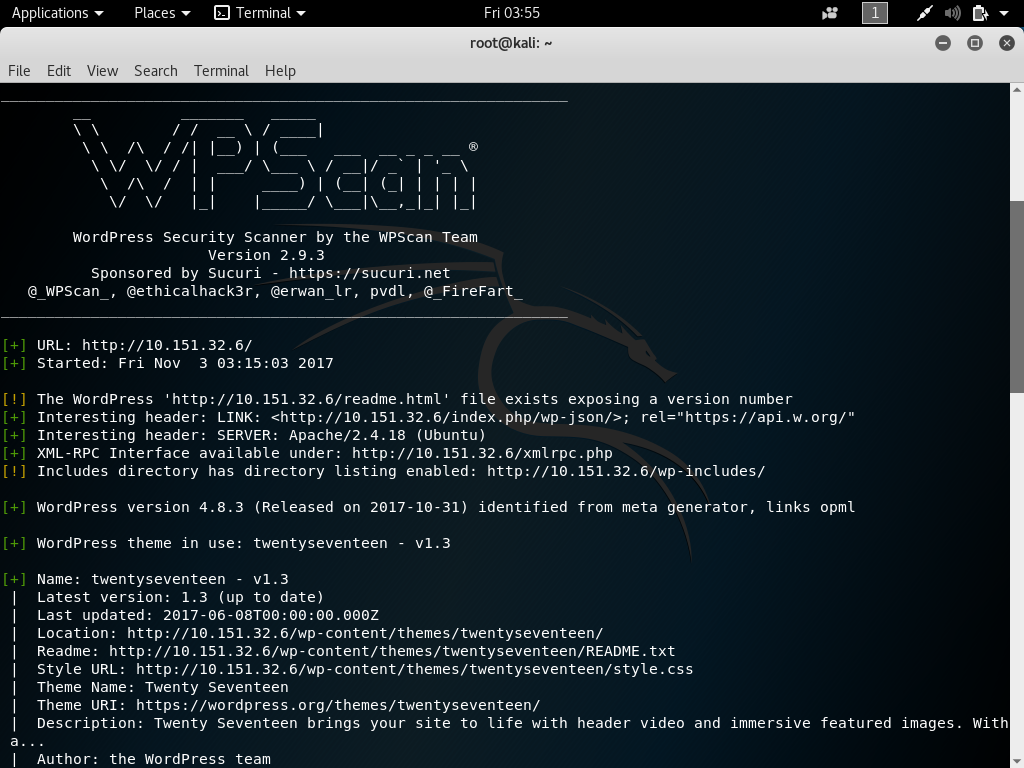 Applications Places Terminal Fri 03:55 1
root@kali: ~
File Edit View Search Terminal Help
WPScan ®
WordPress Security Scanner by the WPScan Team
Version 2.9.3
Sponsored by Sucuri - https://sucuri.net
@_WPScan_, @ethicalhack3r, @erwan_lr, pvdl, @_FireFart_
[+] URL: http://10.151.32.6/
[+] Started: Fri Nov  3 03:15:03 2017
[!] The WordPress 'http://10.151.32.6/readme.html' file exists exposing a version number
[+] Interesting header: LINK: <http://10.151.32.6/index.php/wp-json/>; rel="https://api.w.org/"
[+] Interesting header: SERVER: Apache/2.4.18 (Ubuntu)
[+] XML-RPC Interface available under: http://10.151.32.6/xmlrpc.php
[!] Includes directory has directory listing enabled: http://10.151.32.6/wp-includes/
[+] WordPress version 4.8.3 (Released on 2017-10-31) identified from meta generator, links opml
[+] WordPress theme in use: twentyseventeen - v1.3
[+] Name: twentyseventeen - v1.3
 |  Latest version: 1.3 (up to date)
 |  Last updated: 2017-06-08T00:00:00.000Z
 |  Location: http://10.151.32.6/wp-content/themes/twentyseventeen/
 |  Readme: http://10.151.32.6/wp-content/themes/twentyseventeen/README.txt
 |  Style URL: http://10.151.32.6/wp-content/themes/twentyseventeen/style.css
 |  Theme Name: Twenty Seventeen
 |  Theme URI: https://wordpress.org/themes/twentyseventeen/
 |  Description: Twenty Seventeen brings your site to life with header video and immersive featured images. With
a...
 |  Author: the WordPress team